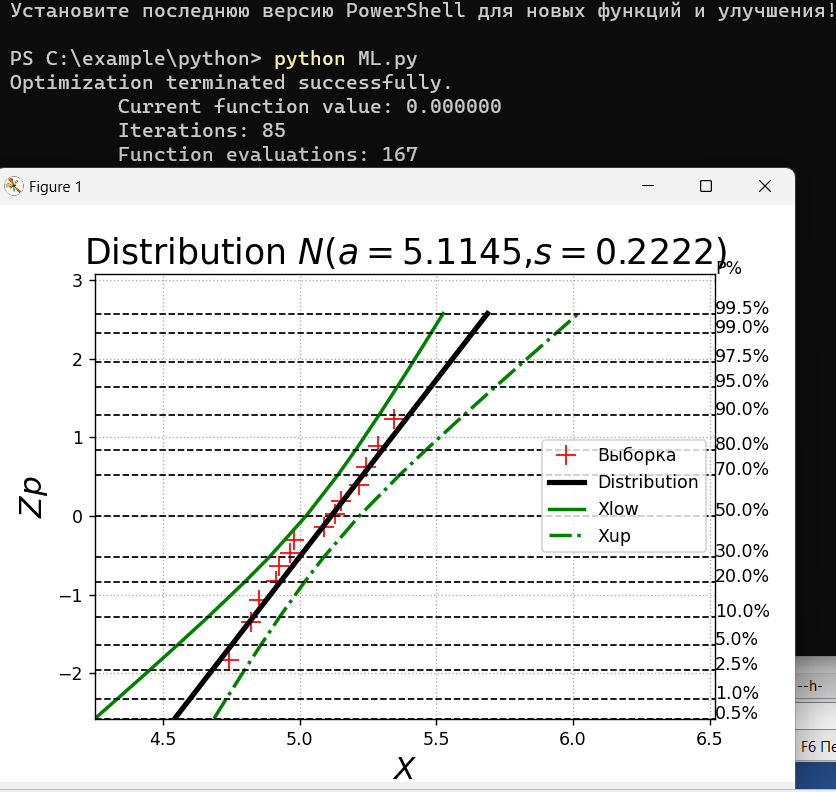 Установите последнюю версию PowerShell для новых функций и улучшения!
PS C:\example\python> python ML.py
Optimization terminated successfully.
Current function value: 0.000000
Iterations: 85
Function evaluations: 167
Figure 1
Distribution N(a = 5.1145,s = 0.2222)
P%
3
99.5%
99.0%
2
97.5%
95.0%
90.0%
1
80.0%
70.0%
0
50.0%
30.0%
−1
20.0%
10.0%
5.0%
−2
2.5%
1.0%
0.5%
Zp
Выборка
Distribution
Xlow
Xup
4.5 5.0 5.5 6.0 6.5
X
--h-
F6